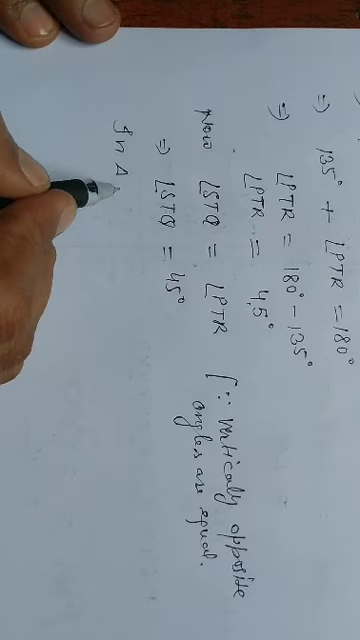 ⇒ 135° + ∠PTR = 180°
⇒ ∠PTR = 180° - 135°
∠PTR = 45°
Now ∠STQ = ∠PTR [∵ vertically opposite
angles are equal.
⇒ ∠STQ = 45°
In Δ